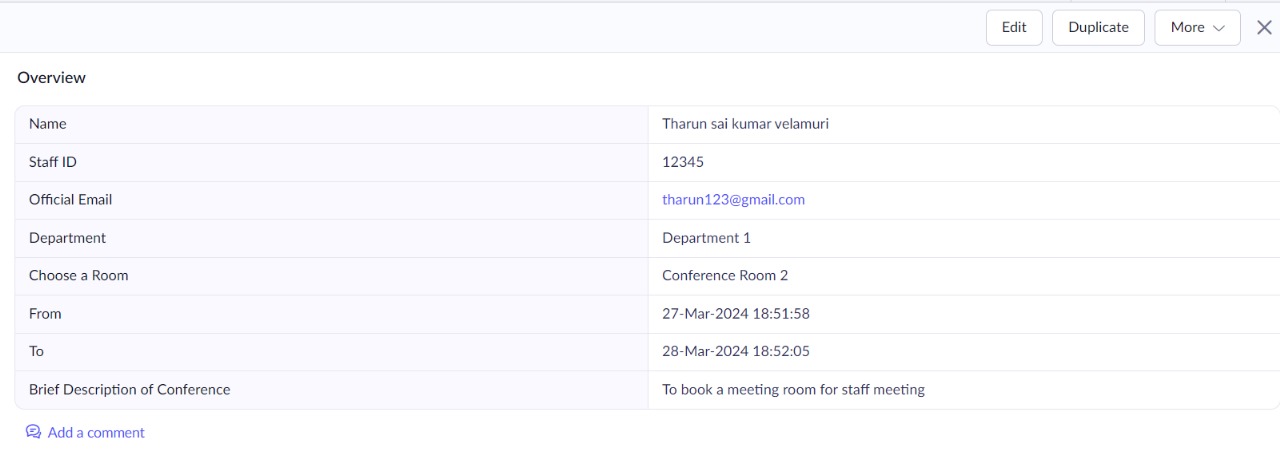 Edit Duplicate More
Overview
Name Tharun sai kumar velamuri
Staff ID 12345
Official Email tharun123@gmail.com
Department Department 1
Choose a Room Conference Room 2
From 27-Mar-2024 18:51:58
To 28-Mar-2024 18:52:05
Brief Description of Conference To book a meeting room for staff meeting
Add a comment